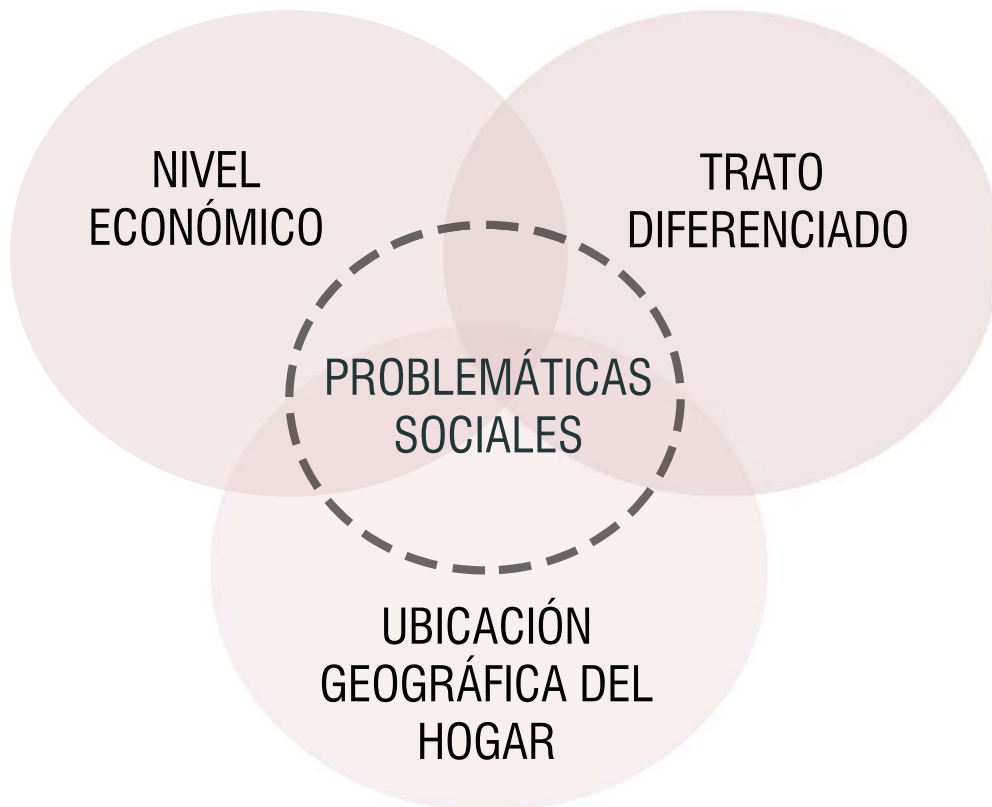 NIVEL
ECONÓMICO
TRATO
DIFERENCIADO
PROBLEMÁTICAS
SOCIALES
UBICACIÓN
GEOGRÁFICA DEL
HOGAR